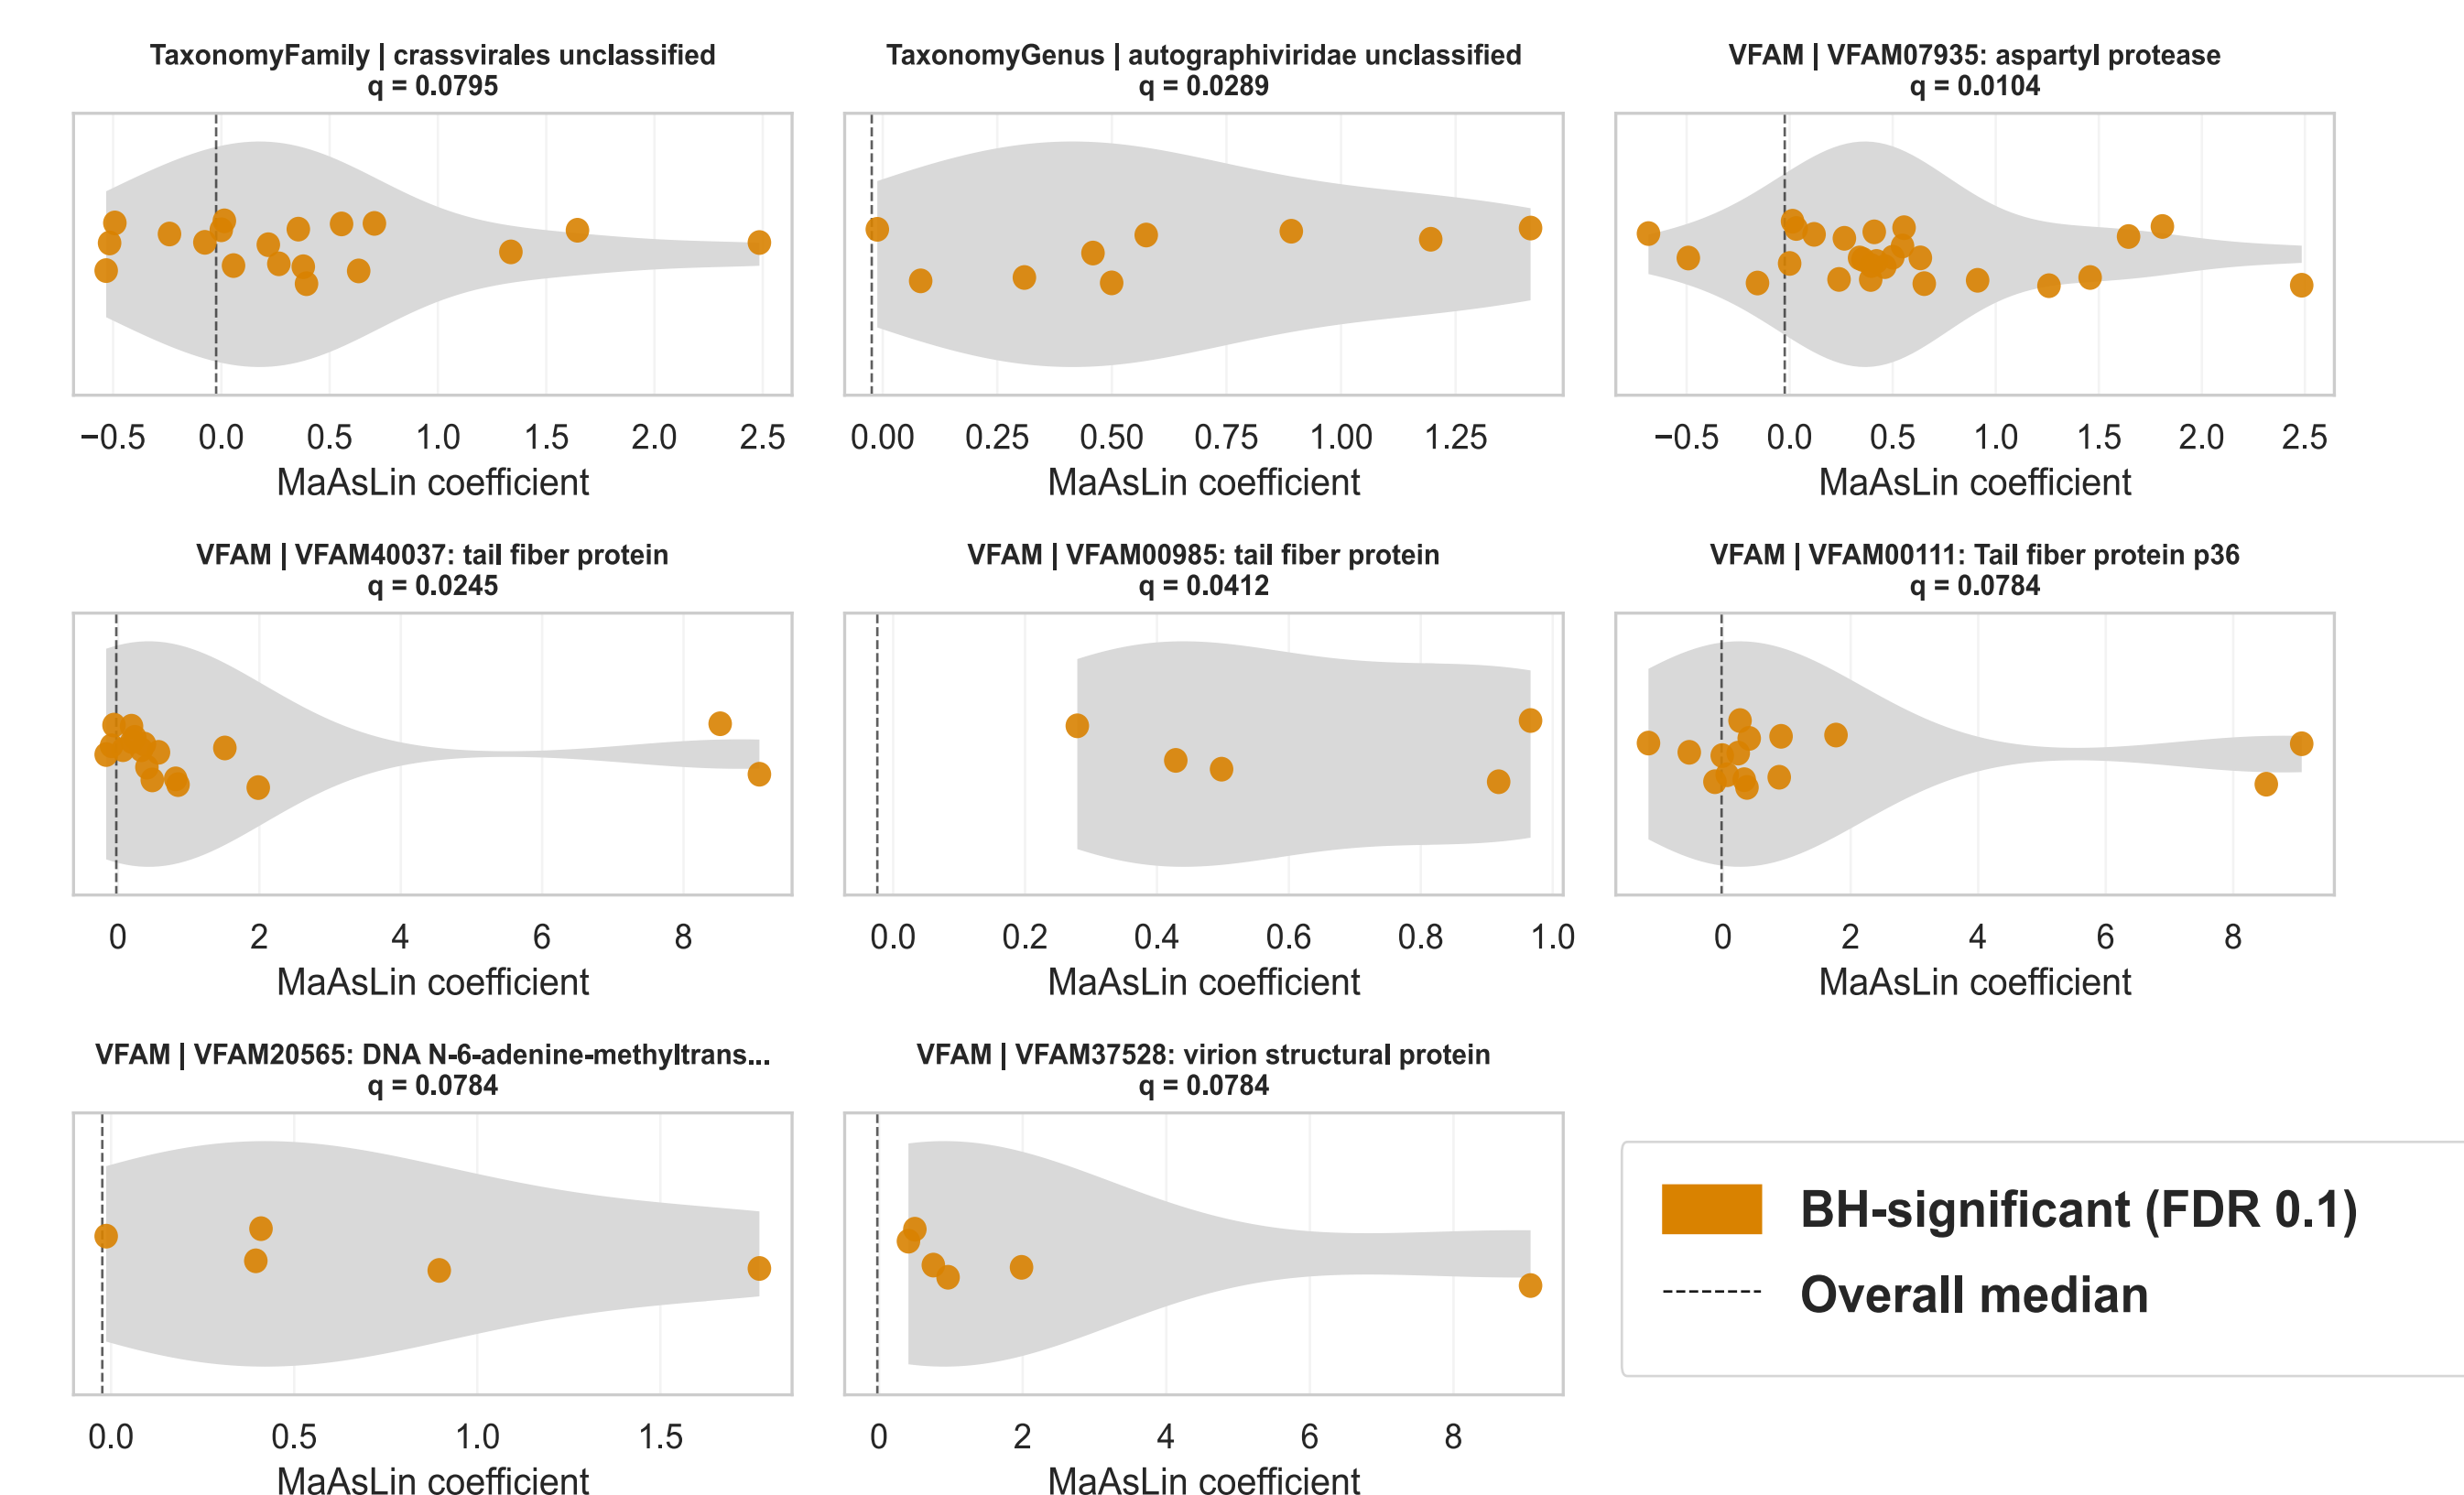 TaxonomyFamily | crassvirales unclassified
q = 0.0795
TaxonomyGenus | autographiviridae unclassified
q = 0.0289
VFAM | VFAM07935: aspartyl protease
q = 0.0104
−0.5 0.0 0.5 1.0 1.5 2.0 2.5
MaAsLin coefficient
0.00 0.25 0.50 0.75 1.00 1.25
MaAsLin coefficient
−0.5 0.0 0.5 1.0 1.5 2.0 2.5
MaAsLin coefficient
VFAM | VFAM40037: tail fiber protein
q = 0.0245
VFAM | VFAM00985: tail fiber protein
q = 0.0412
VFAM | VFAM00111: Tail fiber protein p36
q = 0.0784
0 2 4 6 8
MaAsLin coefficient
0.0 0.2 0.4 0.6 0.8 1.0
MaAsLin coefficient
0 2 4 6 8
MaAsLin coefficient
VFAM | VFAM20565: DNA N-6-adenine-methyltrans...
q = 0.0784
VFAM | VFAM37528: virion structural protein
q = 0.0784
0.0 0.5 1.0 1.5
MaAsLin coefficient
0 2 4 6 8
MaAsLin coefficient
BH-significant (FDR 0.1)
Overall median